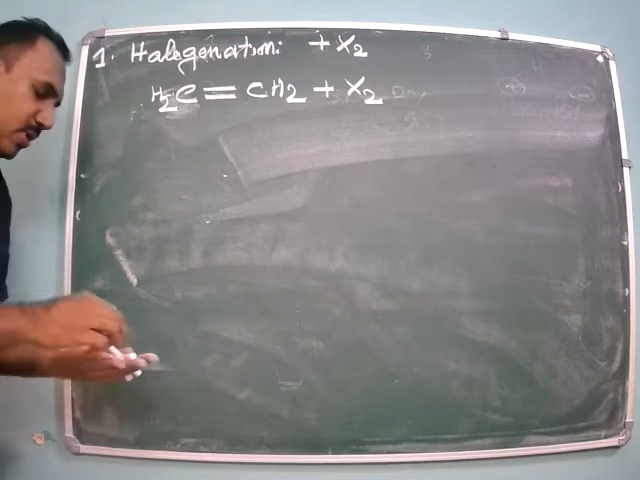 1. Halogenation: + X2
H2C = CH2 + X2